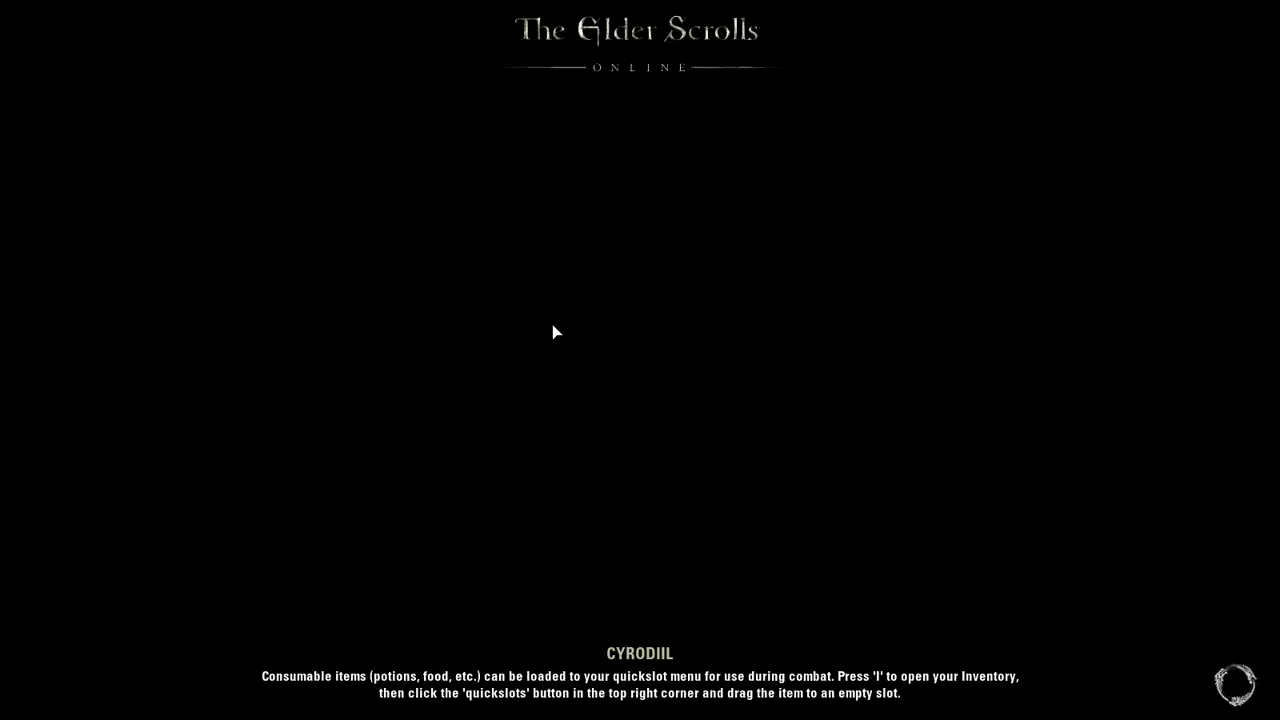 The Elder Scrolls
ONLINE
CYRODIIL
Consumable items (potions, food, etc.) can be loaded to your quickslot menu for use during combat. Press 'I' to open your Inventory,
then click the 'quickslots' button in the top right corner and drag the item to an empty slot.